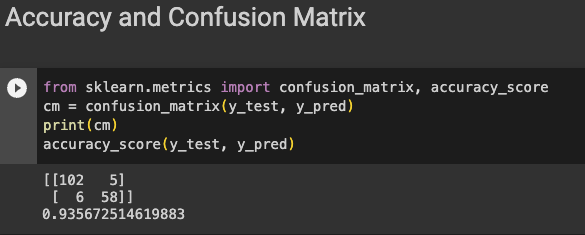 Accuracy and Confusion Matrix
from sklearn.metrics import confusion_matrix, accuracy_score
cm = confusion_matrix(y_test, y_pred)
print(cm)
accuracy_score(y_test, y_pred)
[[102   5]
 [  6  58]]
0.935672514619883